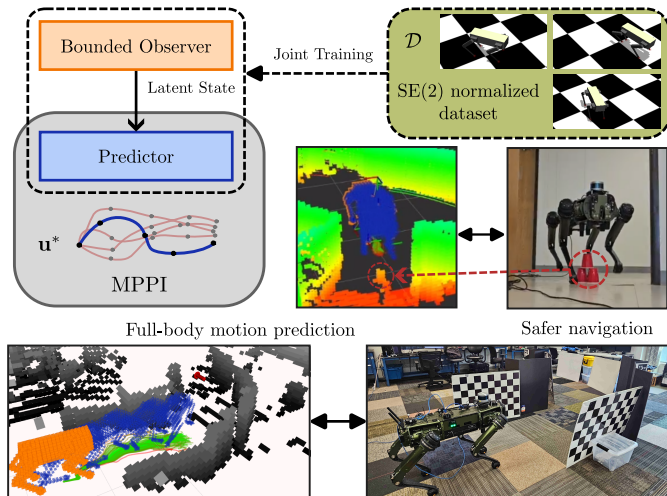 Bounded Observer
Joint Training
𝒟
SE(2) normalized
dataset
Latent State
Predictor
u*
MPPI
Full-body motion prediction
Safer navigation